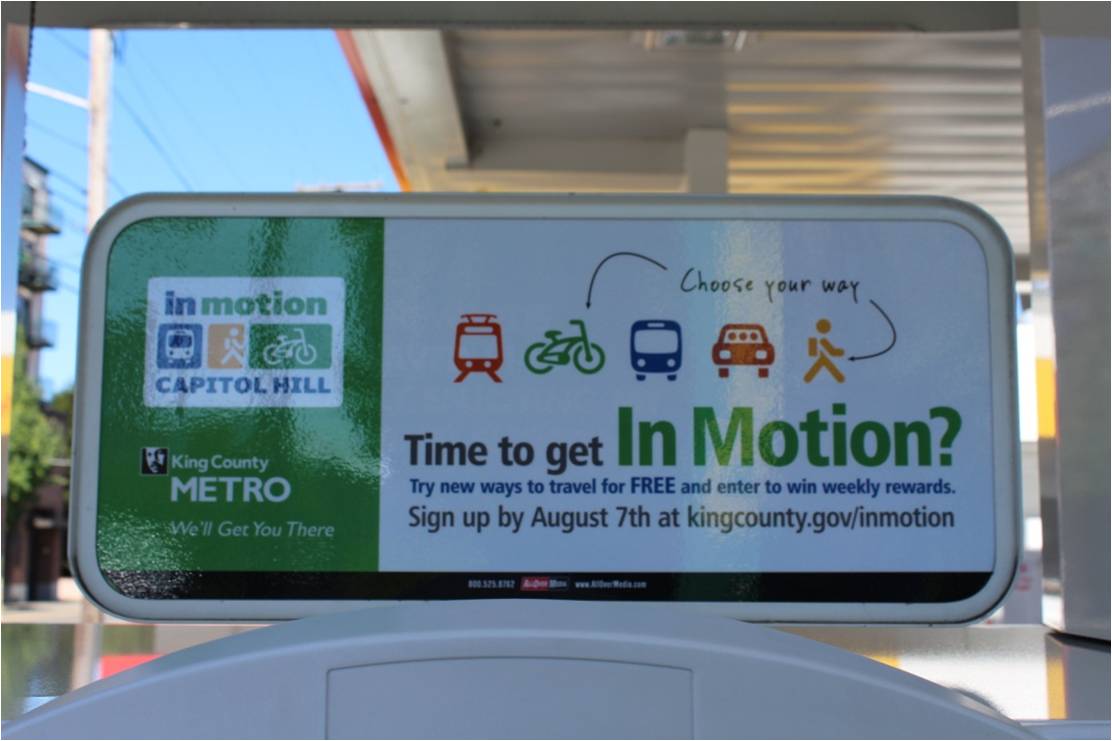 in motion
CAPITOL HILL
King County
METRO
We'll Get You There
Choose your way
Time to get In Motion?
Try new ways to travel for FREE and enter to win weekly rewards.
Sign up by August 7th at kingcounty.gov/inmotion
800.525.8762 AllOver Media www.AllOverMedia.com